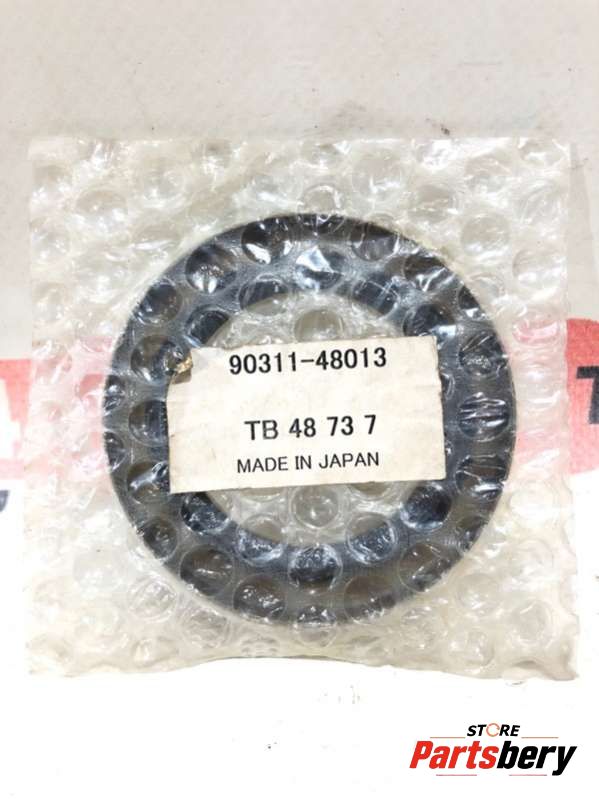 90311-48013
TB 48 73 7
MADE IN JAPAN
STORE
Partsbery